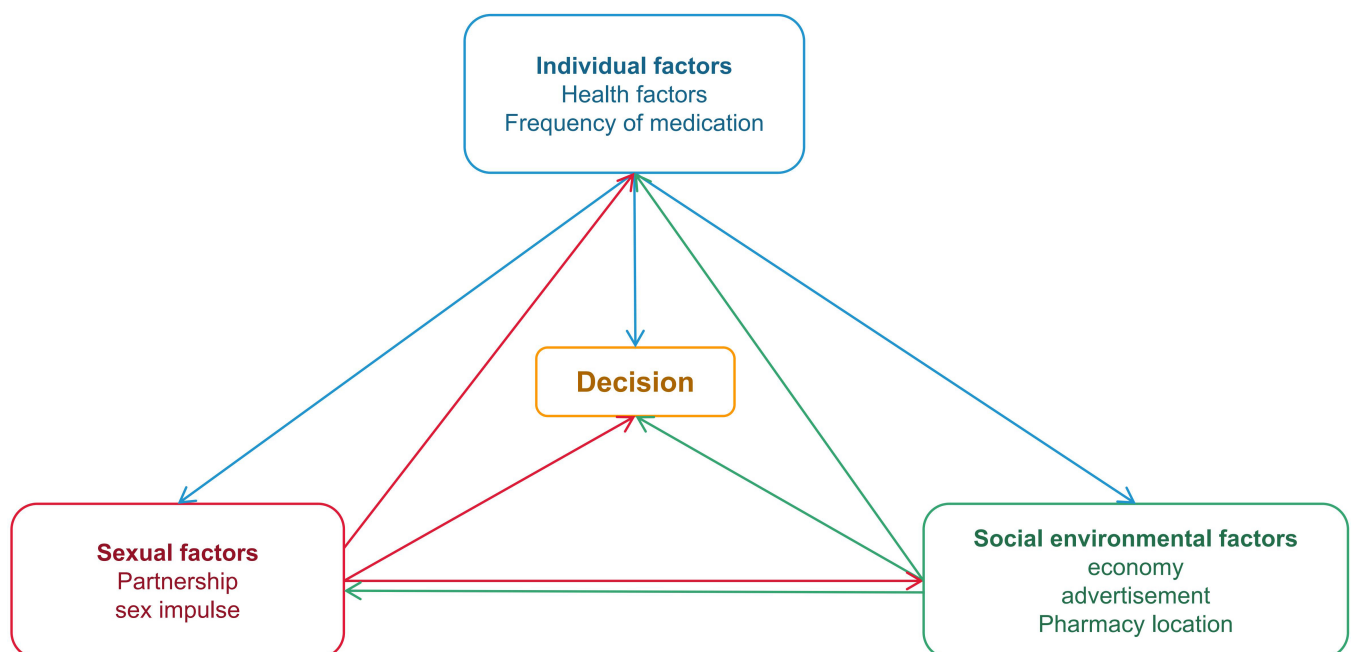 Individual factors
Health factors
Frequency of medication
Decision
Sexual factors
Partnership
sex impulse
Social environmental factors
economy
advertisement
Pharmacy location